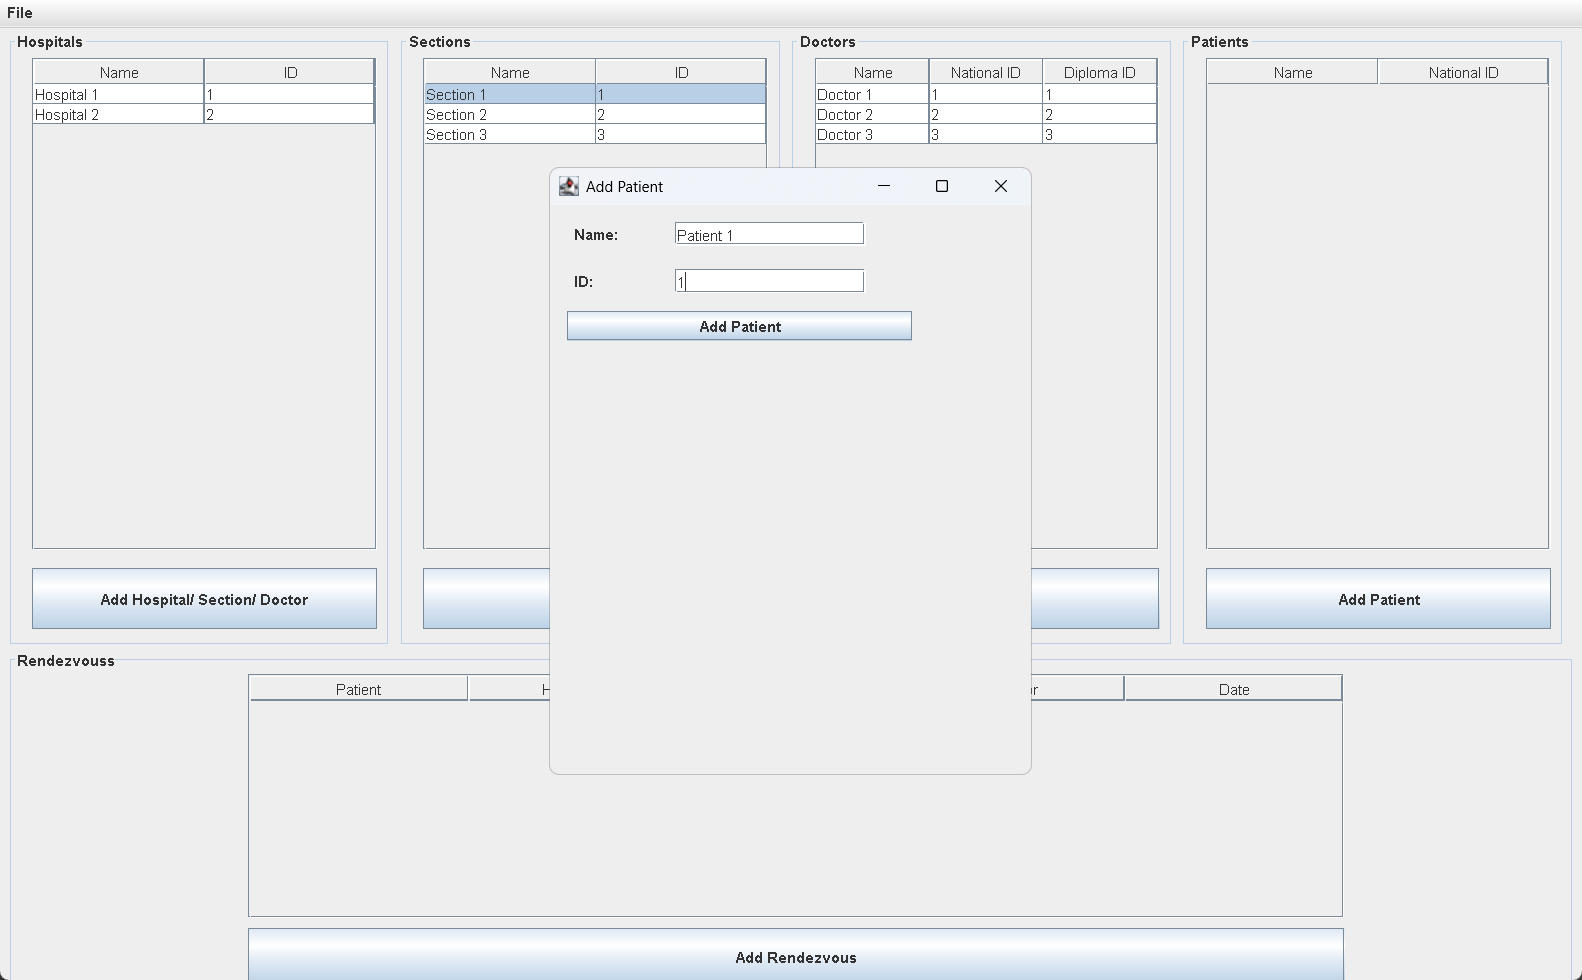 File
Hospitals
Name ID
Hospital 1 1
Hospital 2 2
Add Hospital/ Section/ Doctor
Sections
Name ID
Section 1 1
Section 2 2
Section 3 3
Doctors
Name National ID Diploma ID
Doctor 1 1 1
Doctor 2 2 2
Doctor 3 3 3
Patients
Name National ID
Add Patient
Add Patient
Name: Patient 1
ID: 1
Add Patient
Rendezvouss
Patient Date
Add Rendezvous